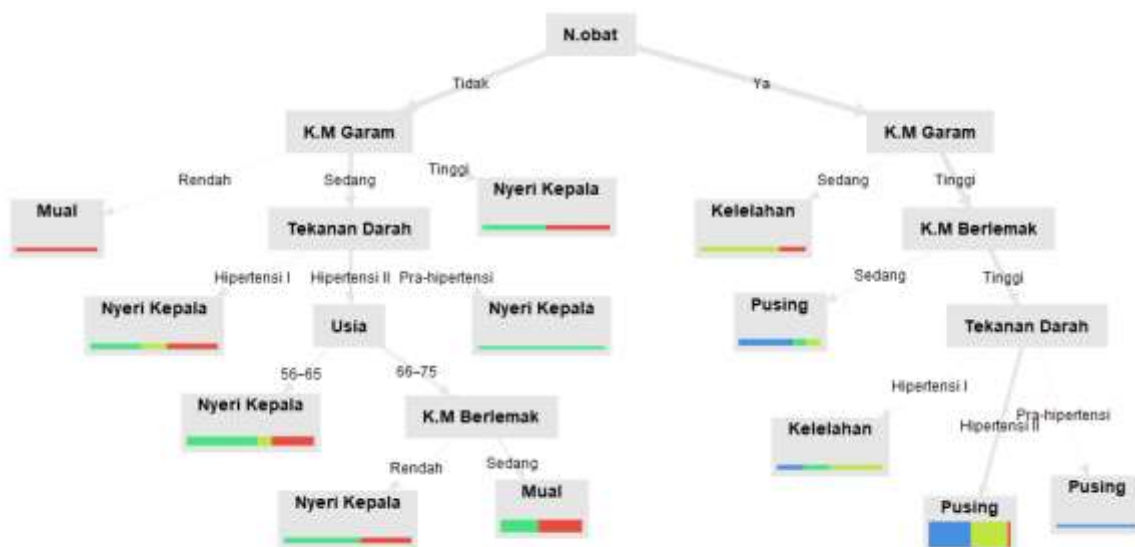 N.obat
Tidak
Ya
K.M Garam
K.M Garam
Rendah
Sedang
Tinggi
Sedang
Tinggi
Mual
Nyeri Kepala
Kelelahan
Tekanan Darah
K.M Berlemak
Hipertensi I
Hipertensi II
Pra-hipertensi
Sedang
Tinggi
Nyeri Kepala
Usia
Nyeri Kepala
Pusing
Tekanan Darah
56–65
66–75
Hipertensi I
Pra-hipertensi
Hipertensi II
Nyeri Kepala
K.M Berlemak
Kelelahan
Rendah
Sedang
Nyeri Kepala
Mual
Pusing
Pusing